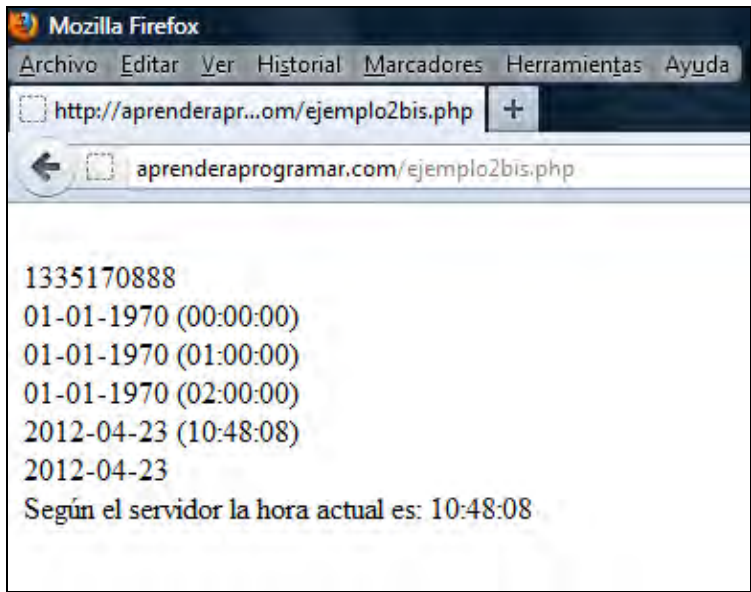 Mozilla Firefox
Archivo Editar Ver Historial Marcadores Herramientas Ayuda
http://aprenderapr...om/ejemplo2bis.php +
aprenderaprogramar.com/ejemplo2bis.php
1335170888
01-01-1970 (00:00:00)
01-01-1970 (01:00:00)
01-01-1970 (02:00:00)
2012-04-23 (10:48:08)
2012-04-23
Según el servidor la hora actual es: 10:48:08